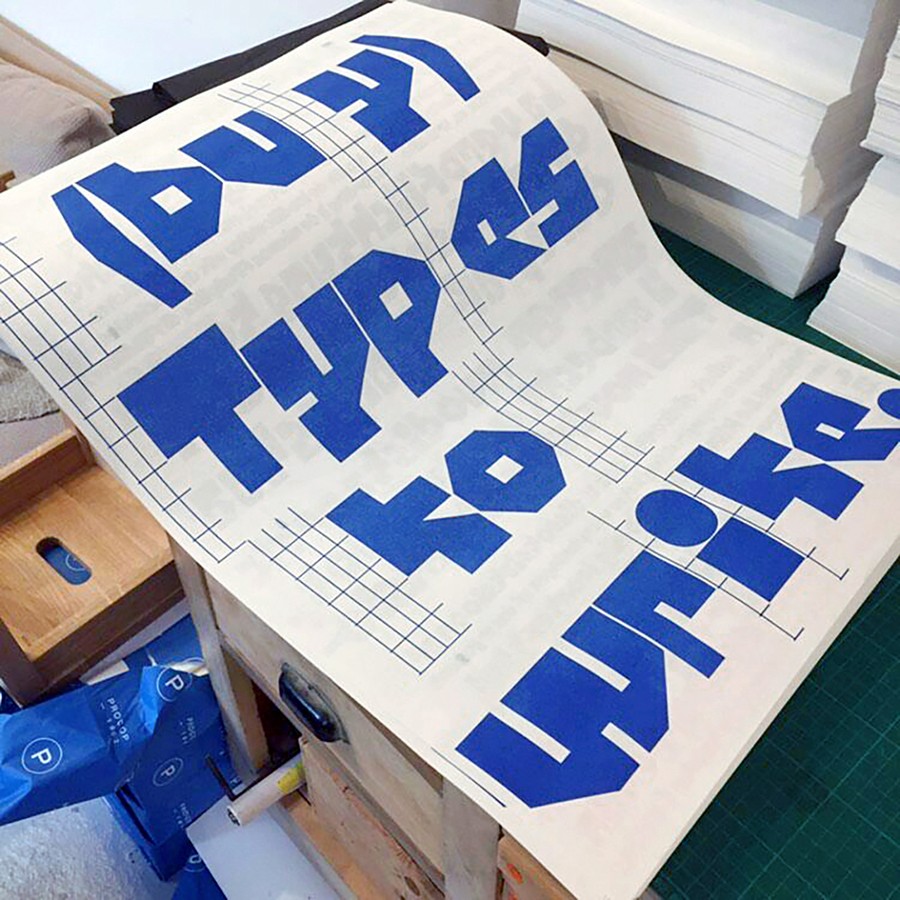 (buy)
Types
to
write.
P
P
P